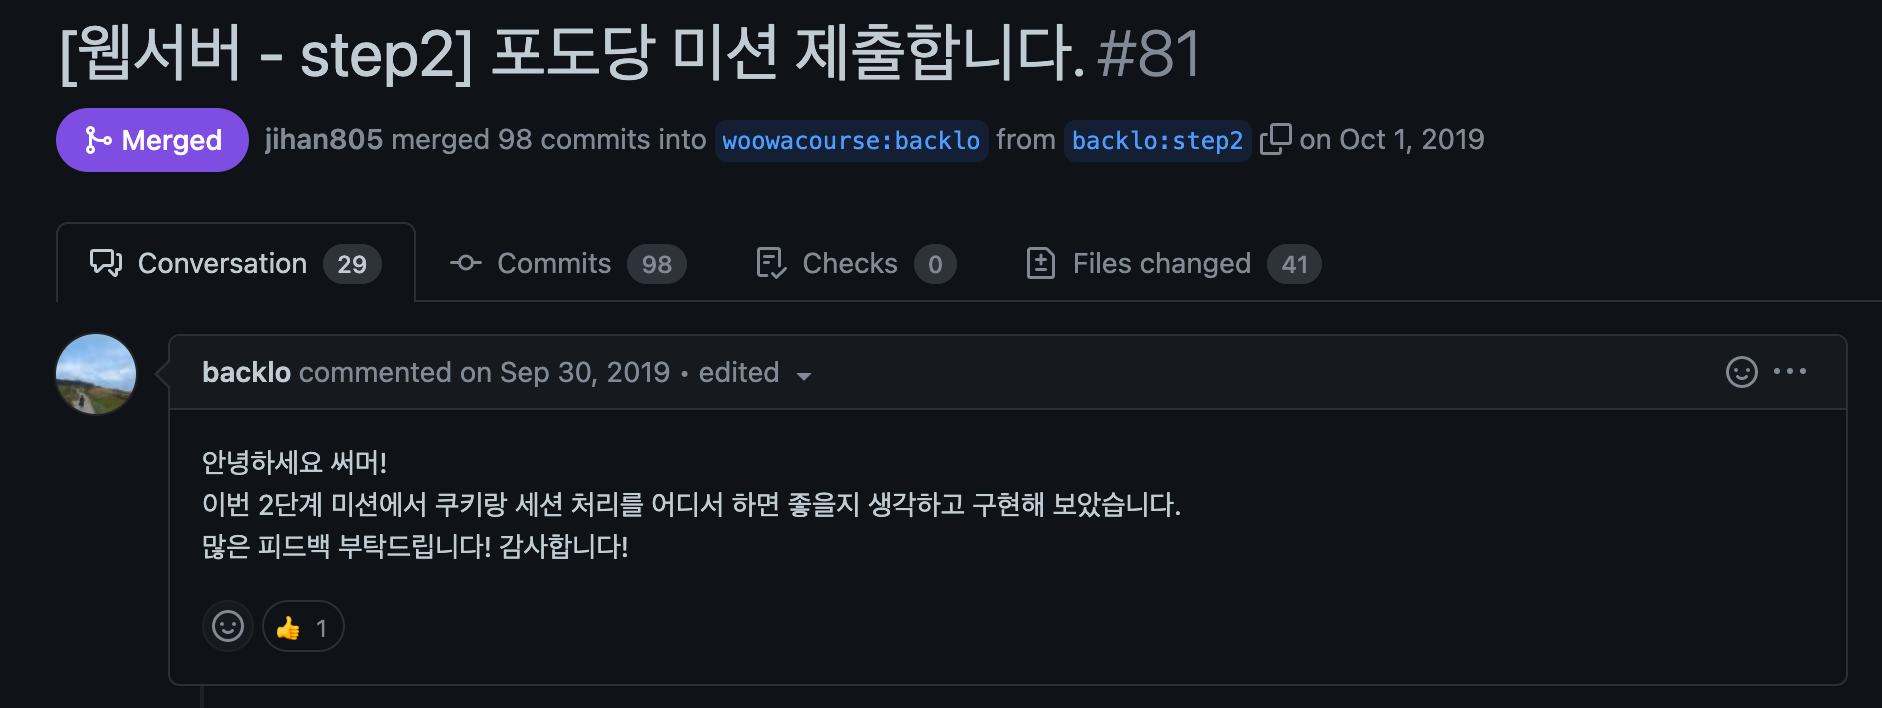 [웹서버 - step2] 포도당 미션 제출합니다. #81
Merged jihan805 merged 98 commits into woowacourse:backlo from backlo:step2 on Oct 1, 2019
Conversation 29 Commits 98 Checks 0 Files changed 41
backlo commented on Sep 30, 2019 • edited
안녕하세요 써머!
이번 2단계 미션에서 쿠키랑 세션 처리를 어디서 하면 좋을지 생각하고 구현해 보았습니다.
많은 피드백 부탁드립니다! 감사합니다!
👍 1